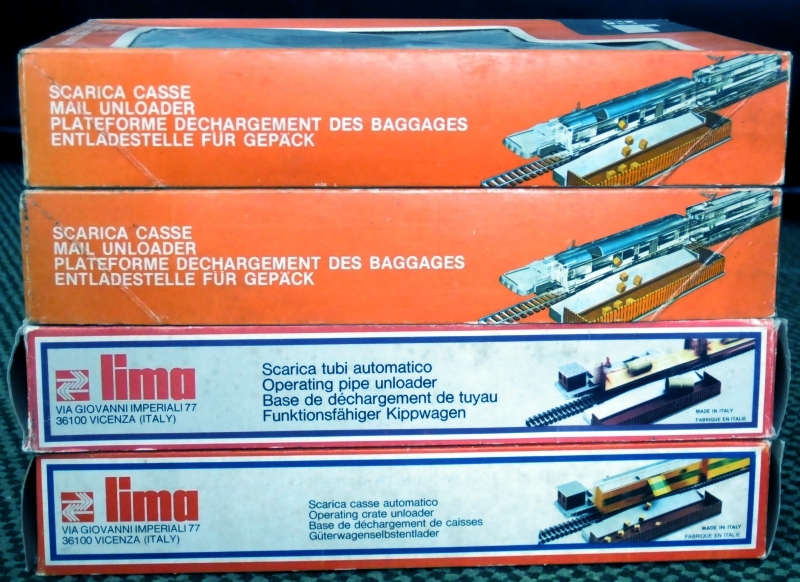 SCARICA CASSE
MAIL UNLOADER
PLATEFORME DECHARGEMENT DES BAGGAGES
ENTLADESTELLE FÜR GEPÄCK
SCARICA CASSE
MAIL UNLOADER
PLATEFORME DECHARGEMENT DES BAGGAGES
ENTLADESTELLE FÜR GEPÄCK
lima
VIA GIOVANNI IMPERIALI 77
36100 VICENZA (ITALY)
Scarica tubi automatico
Operating pipe unloader
Base de déchargement de tuyau
Funktionsfähiger Kippwagen
MADE IN ITALY
FABRIQUE EN ITALIE
lima
VIA GIOVANNI IMPERIALI 77
36100 VICENZA (ITALY)
Scarica casse automatico
Operating crate unloader
Base de déchargement de caisses
Güterwagenselbstentlader
MADE IN ITALY
FABRIQUE EN ITALIE